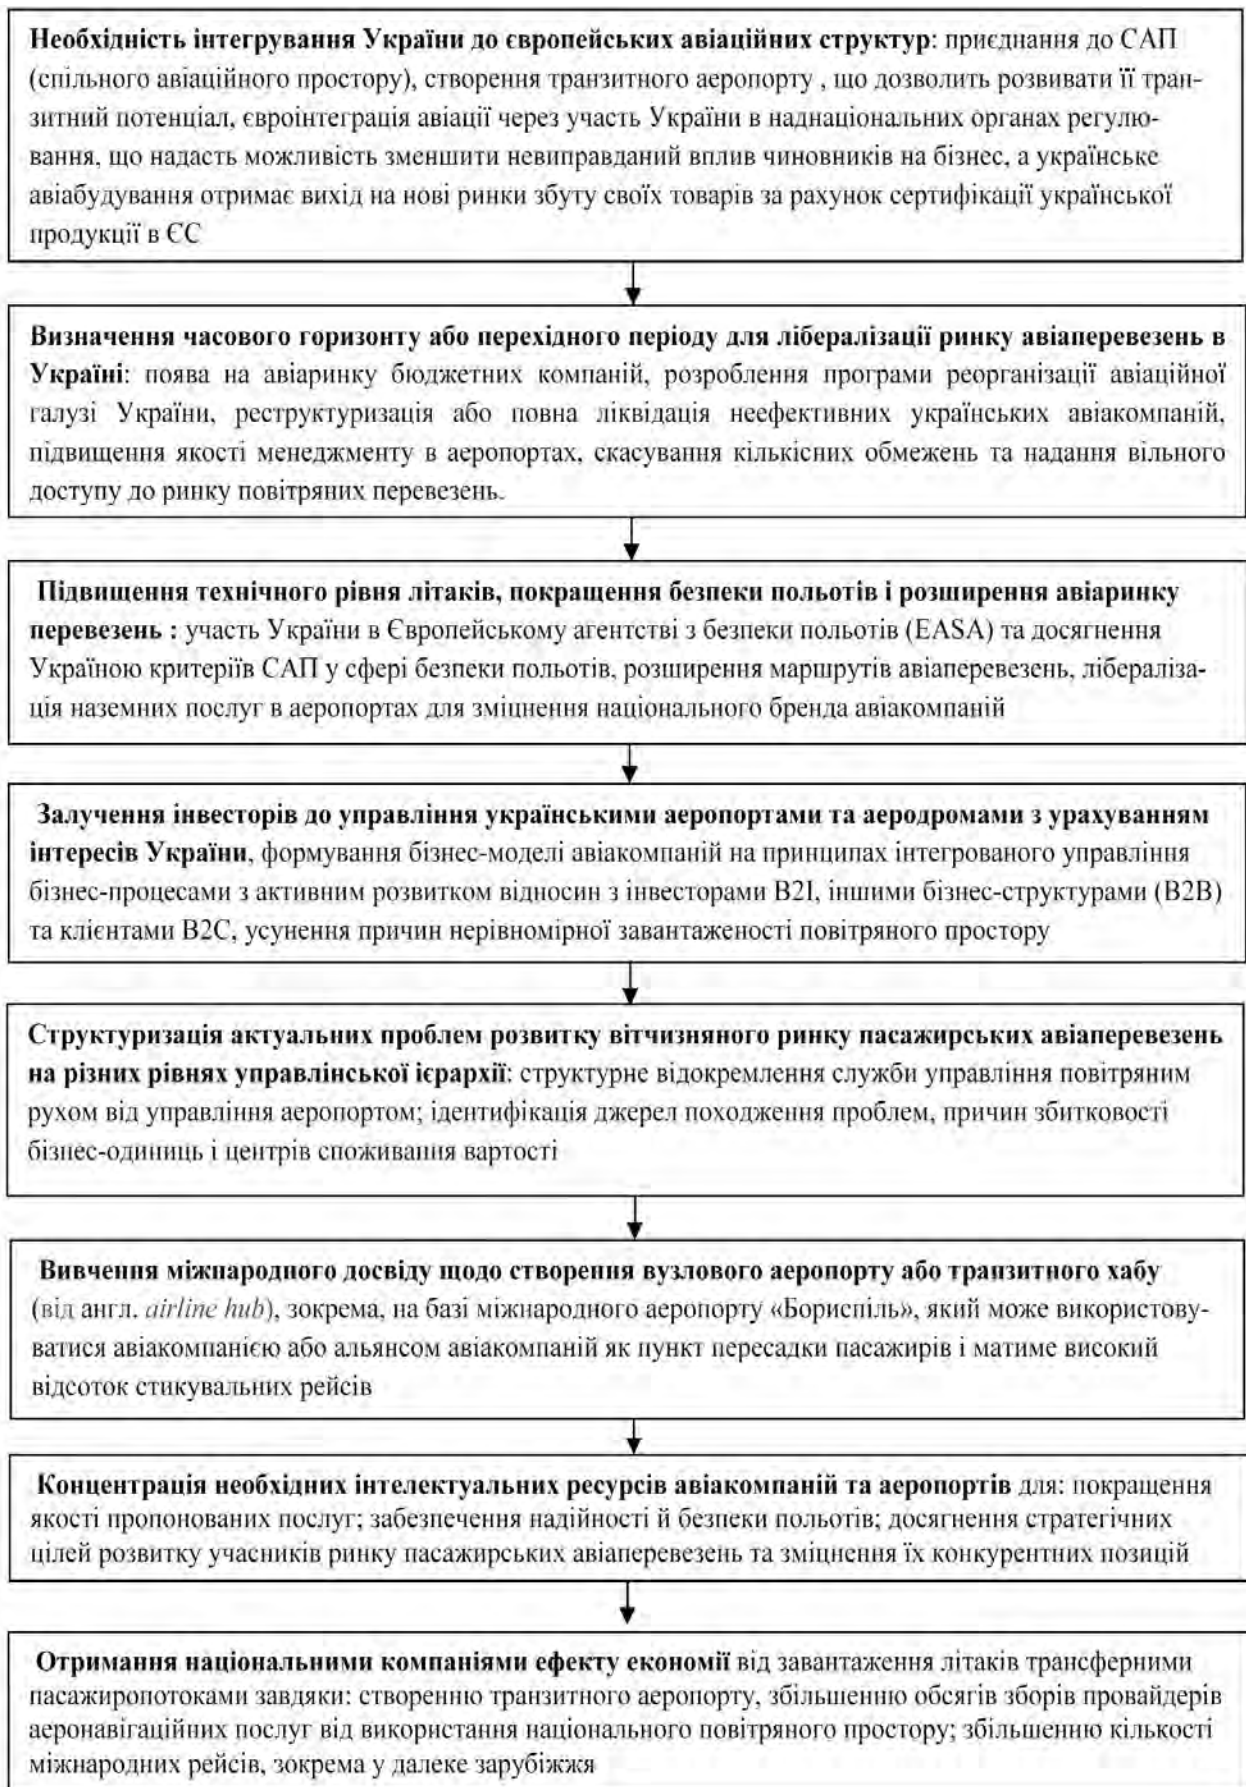 Необхідність інтегрування України до європейських авіаційних структур: приєднання до САП
(спільного авіаційного простору), створення транзитного аеропорту , що дозволить розвивати її тран-
зитний потенціал, євроінтеграція авіації через участь України в наднаціональних органах регулю-
вання, що надасть можливість зменшити невиправданий вплив чиновників на бізнес, а українське
авіабудування отримає вихід на нові ринки збуту своїх товарів за рахунок сертифікації української
продукції в ЄС
Визначення часового горизонту або перехідного періоду для лібералізації ринку авіаперевезень в
Україні: поява на авіаринку бюджетних компаній, розроблення програми реорганізації авіаційної
галузі України, реструктуризація або повна ліквідація неефективних українських авіакомпаній,
підвищення якості менеджменту в аеропортах, скасування кількісних обмежень та надання вільного
доступу до ринку повітряних перевезень.
Підвищення технічного рівня літаків, покращення безпеки польотів і розширення авіаринку
перевезень : участь України в Європейському агентстві з безпеки польотів (EASA) та досягнення
Україною критеріїв САП у сфері безпеки польотів, розширення маршрутів авіаперевезень, лібераліза-
ція наземних послуг в аеропортах для зміцнення національного бренда авіакомпаній
Залучення інвесторів до управління українськими аеропортами та аеродромами з урахуванням
інтересів України, формування бізнес-моделі авіакомпаній на принципах інтегрованого управління
бізнес-процесами з активним розвитком відносин з інвесторами B2I, іншими бізнес-структурами (B2B)
та клієнтами B2C, усунення причин нерівномірної завантаженості повітряного простору
Структуризація актуальних проблем розвитку вітчизняного ринку пасажирських авіаперевезень
на різних рівнях управлінської ієрархії: структурне відокремлення служби управління повітряним
рухом від управління аеропортом; ідентифікація джерел походження проблем, причин збитковості
бізнес-одиниць і центрів споживання вартості
Вивчення міжнародного досвіду щодо створення вузлового аеропорту або транзитного хабу
(від англ. airline hub), зокрема, на базі міжнародного аеропорту «Бориспіль», який може використову-
ватися авіакомпанією або альянсом авіакомпаній як пункт пересадки пасажирів і матиме високий
відсоток стикувальних рейсів
Концентрація необхідних інтелектуальних ресурсів авіакомпаній та аеропортів для: покращення
якості пропонованих послуг; забезпечення надійності й безпеки польотів; досягнення стратегічних
цілей розвитку учасників ринку пасажирських авіаперевезень та зміцнення їх конкурентних позицій
Отримання національними компаніями ефекту економії від завантаження літаків трансферними
пасажиропотоками завдяки: створенню транзитного аеропорту, збільшенню обсягів зборів провайдерів
аеронавігаційних послуг від використання національного повітряного простору; збільшенню кількості
міжнародних рейсів, зокрема у далеке зарубіжжя